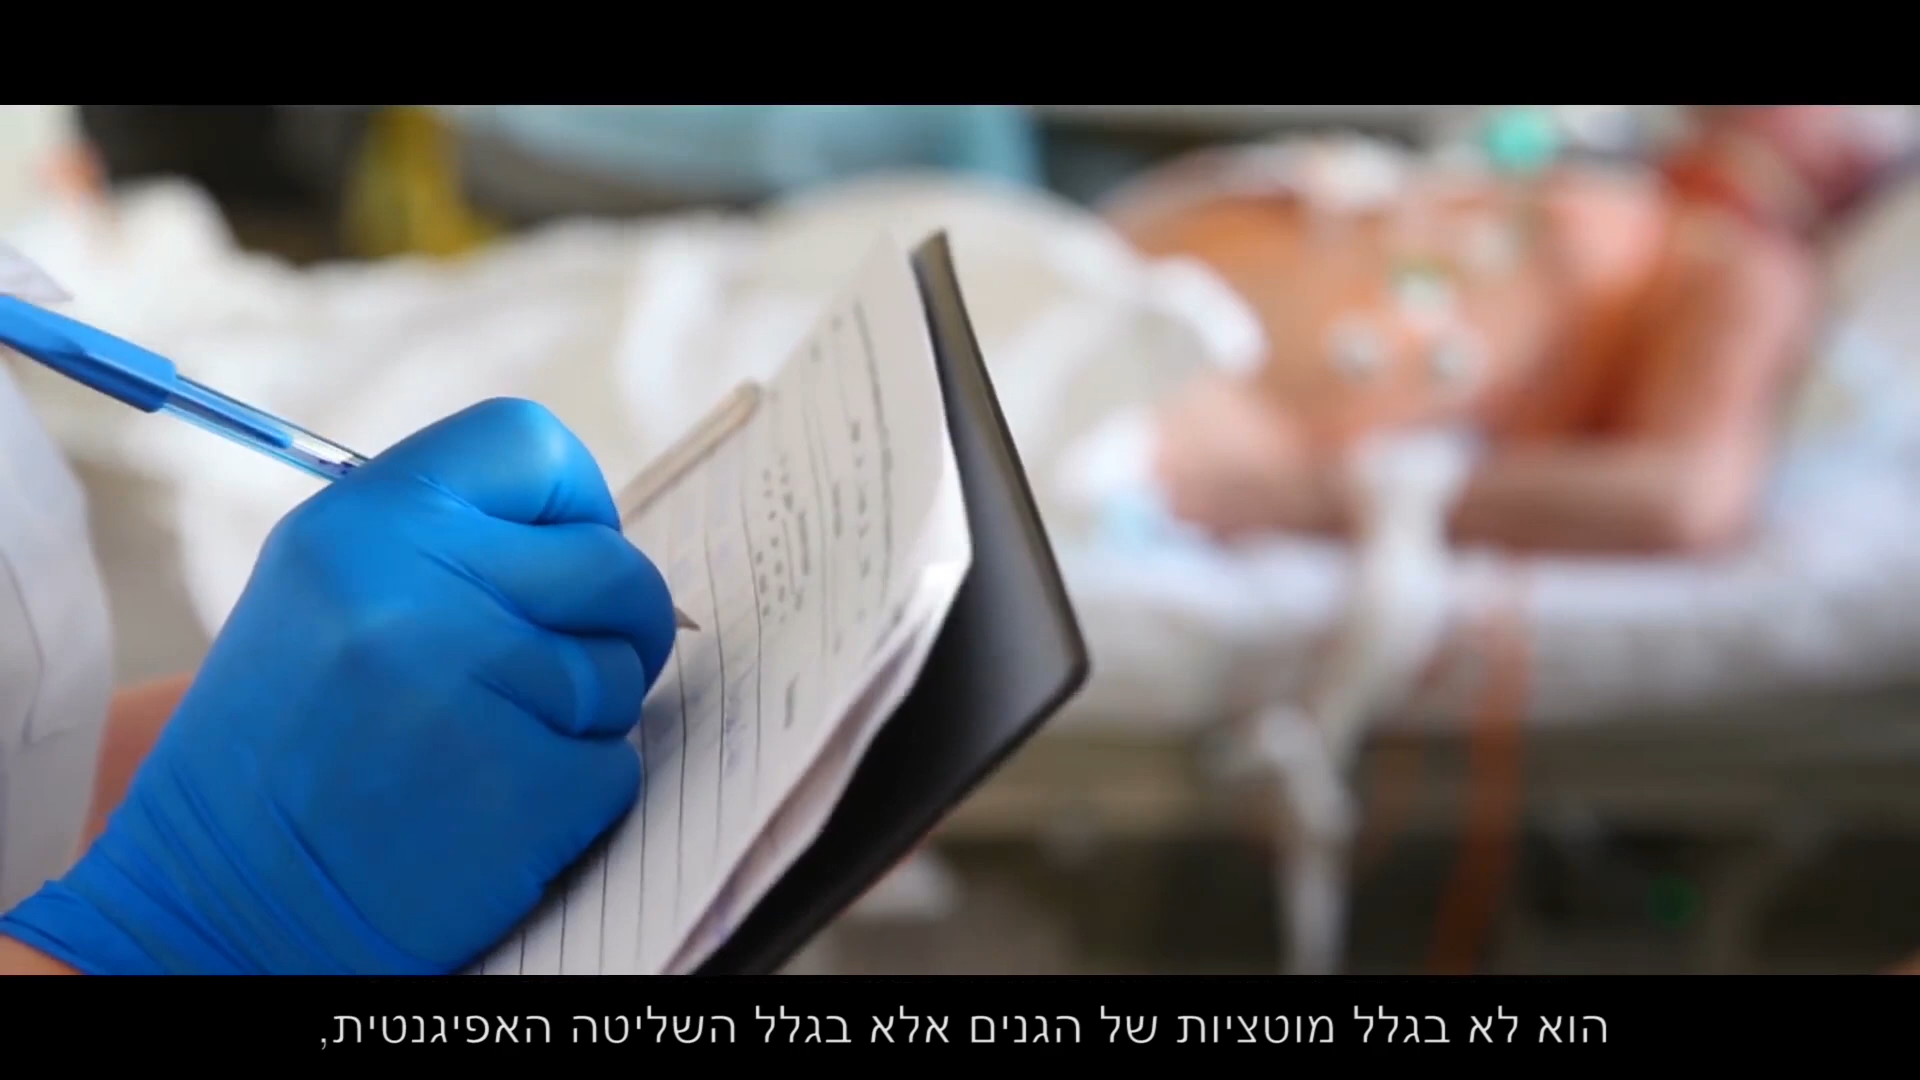 הוא לא בגלל מוטציות של הגנים אלא בגלל השליטה האפיגנטית,